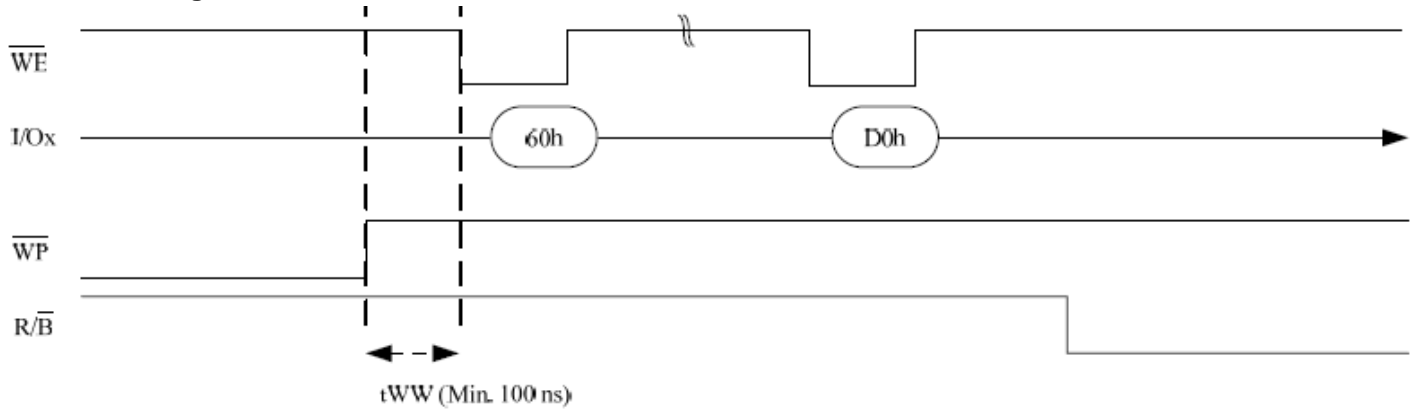 WE
I/Ox
60h
D0h
WP
R/B
tWW (Min. 100 ns)